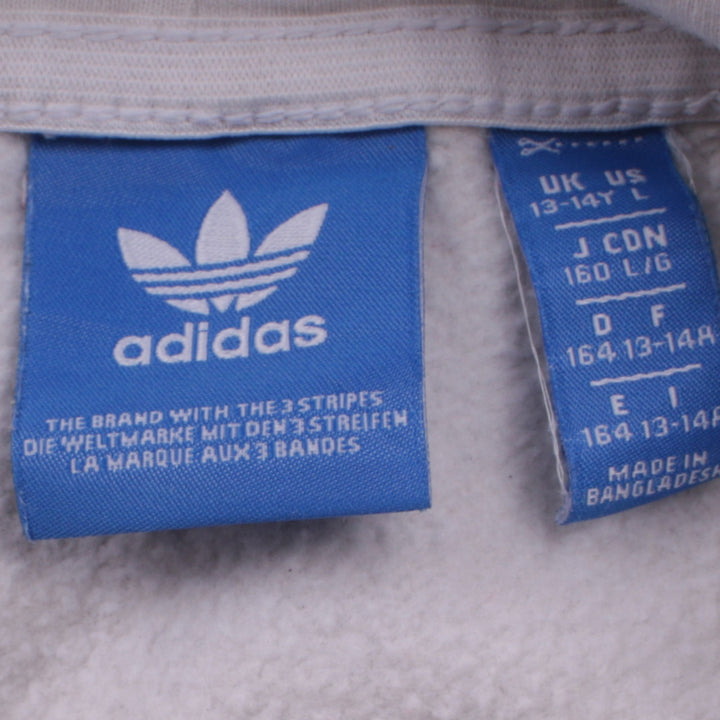 adidas
THE BRAND WITH THE 3 STRIPES
DIE WELTMARKE MIT DEN 3 STREIFEN
LA MARQUE AUX 3 BANDES
UK US
13-14Y L
J CDN
160 L/G
D F
164 13-14A
E I
164 13-14A
MADE IN
BANGLADESH